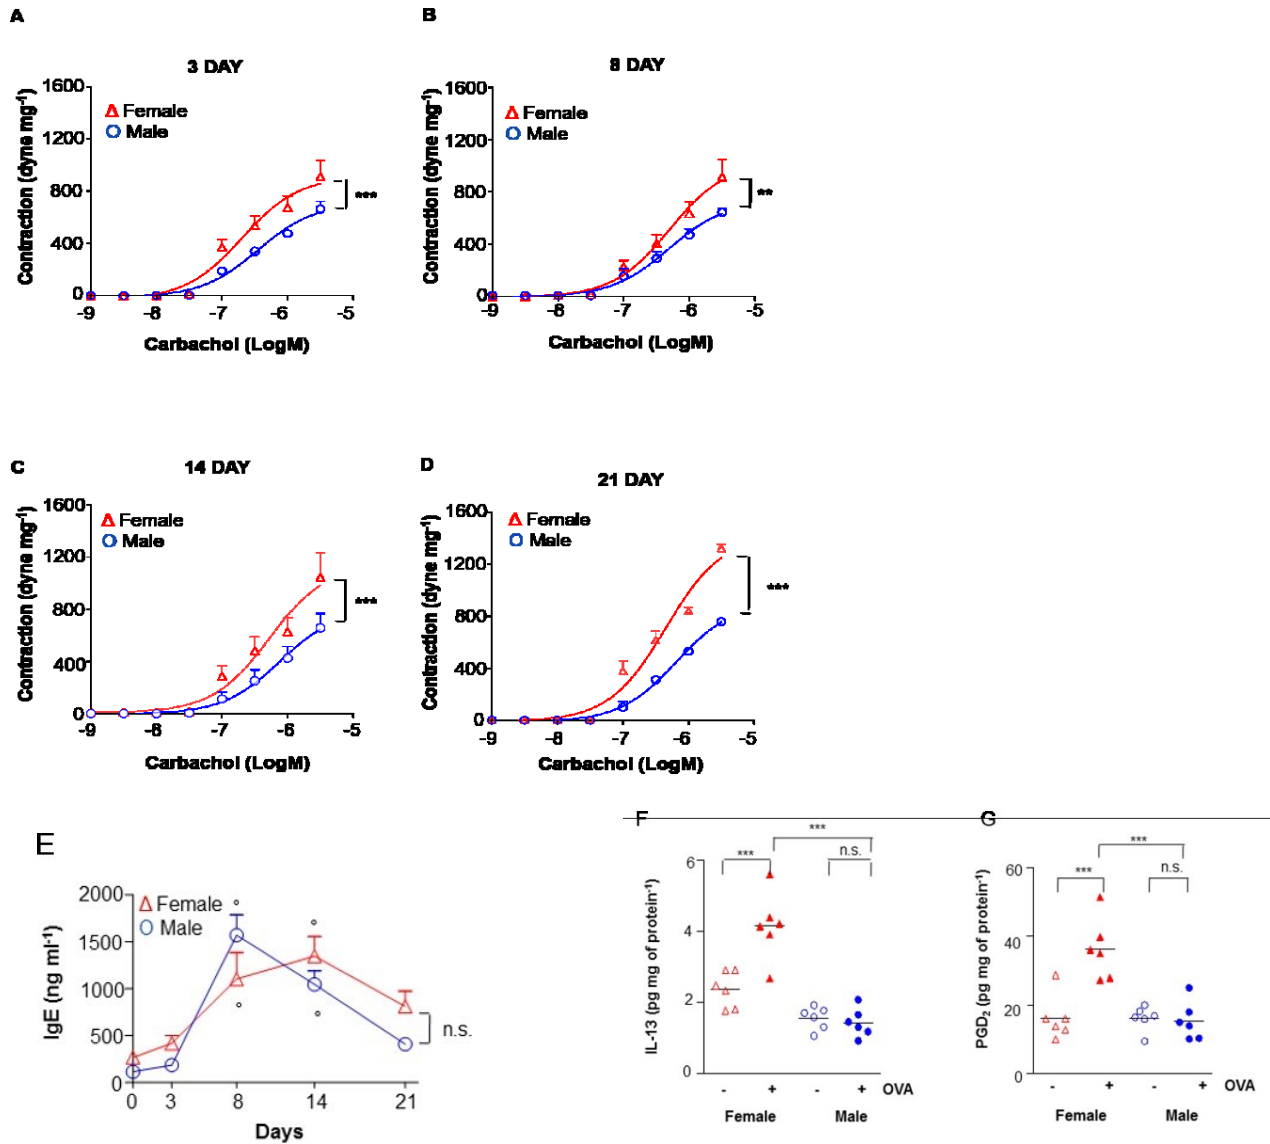 A
3 DAY
Contraction (dyne mg⁻¹)
1600
1200
800
400
0
Female
Male
***
-9 -8 -7 -6 -5
Carbachol (LogM)
B
8 DAY
Contraction (dyne mg⁻¹)
1600
1200
800
400
0
Female
Male
**
-9 -8 -7 -6 -5
Carbachol (LogM)
C
14 DAY
Contraction (dyne mg⁻¹)
1600
1200
800
400
0
Female
Male
***
-9 -8 -7 -6 -5
Carbachol (LogM)
D
21 DAY
Contraction (dyne mg⁻¹)
1600
1200
800
400
0
Female
Male
***
-9 -8 -7 -6 -5
Carbachol (LogM)
E
IgE (ng ml⁻¹)
2000
1500
1000
500
0
Female
Male
n.s.
0 3 8 14 21
Days
F
IL-13 (pg mg of protein⁻¹)
6
4
2
0
***
***
n.s.
- + - + OVA
Female Male
G
PGD₂ (pg mg of protein⁻¹)
60
40
20
0
***
***
n.s.
- + - + OVA
Female Male